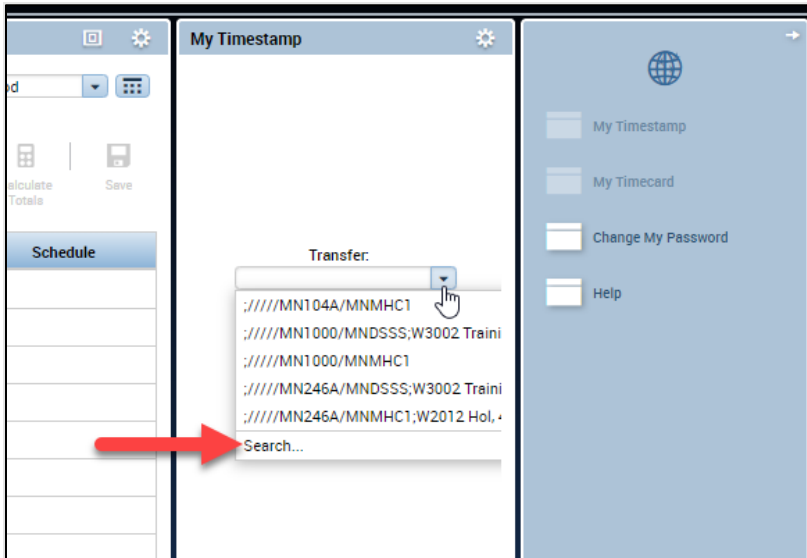 My Timestamp
od
alculate
Totals
Save
Schedule
Transfer:
;/////MN104A/MNMHC1
;/////MN1000/MNDSSS;W3002 Traini
;/////MN1000/MNMHC1
;/////MN246A/MNDSSS;W3002 Traini
;/////MN246A/MNMHC1;W2012 Hol, 4
Search...
My Timestamp
My Timecard
Change My Password
Help